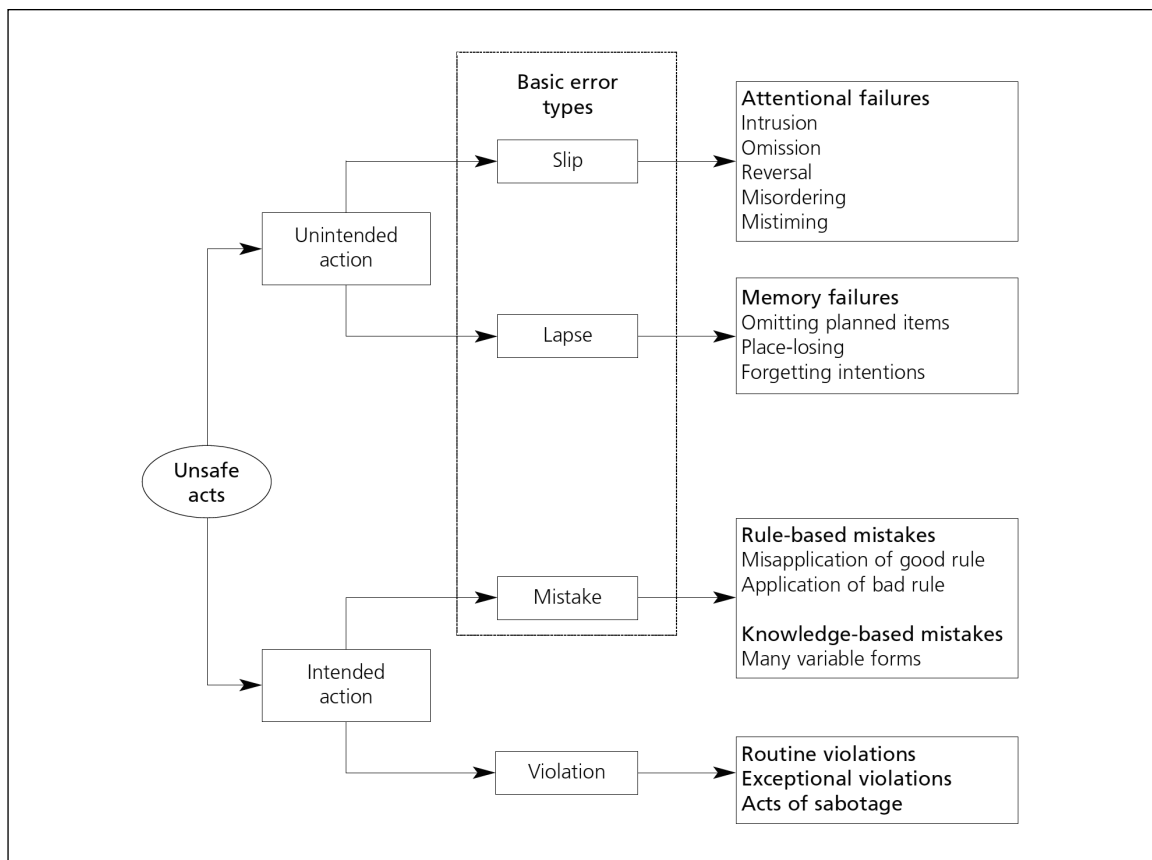 Basic error
types
Slip
Attentional failures
Intrusion
Omission
Reversal
Misordering
Mistiming
Unintended
action
Lapse
Memory failures
Omitting planned items
Place-losing
Forgetting intentions
Unsafe
acts
Mistake
Rule-based mistakes
Misapplication of good rule
Application of bad rule
Knowledge-based mistakes
Many variable forms
Intended
action
Violation
Routine violations
Exceptional violations
Acts of sabotage